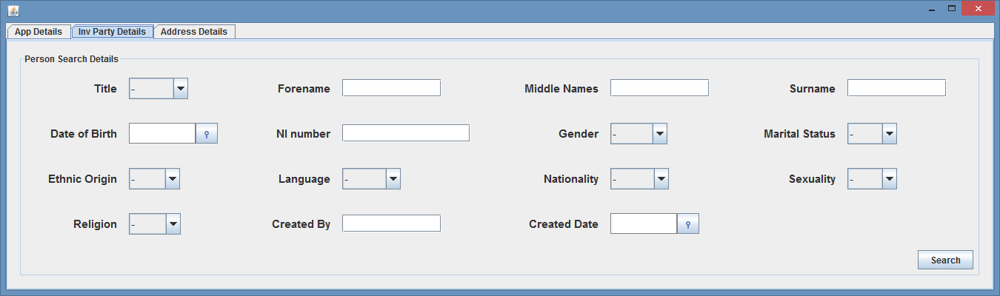 App Details Inv Party Details Address Details
Person Search Details
Title - Forename Middle Names Surname
Date of Birth NI number Gender - Marital Status -
Ethnic Origin - Language - Nationality - Sexuality -
Religion - Created By Created Date
Search